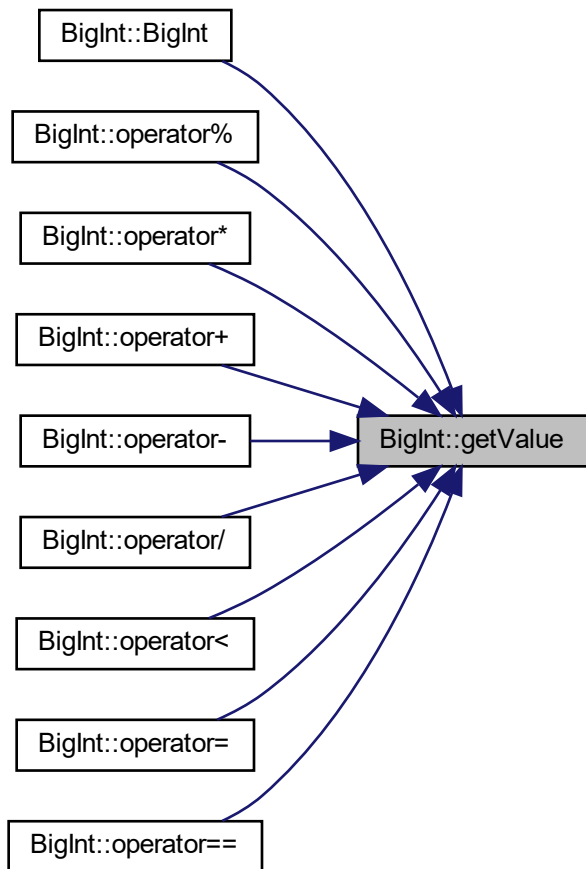 BigInt::BigInt
BigInt::operator%
BigInt::operator*
BigInt::operator+
BigInt::operator-
BigInt::getValue
BigInt::operator/
BigInt::operator<
BigInt::operator=
BigInt::operator==